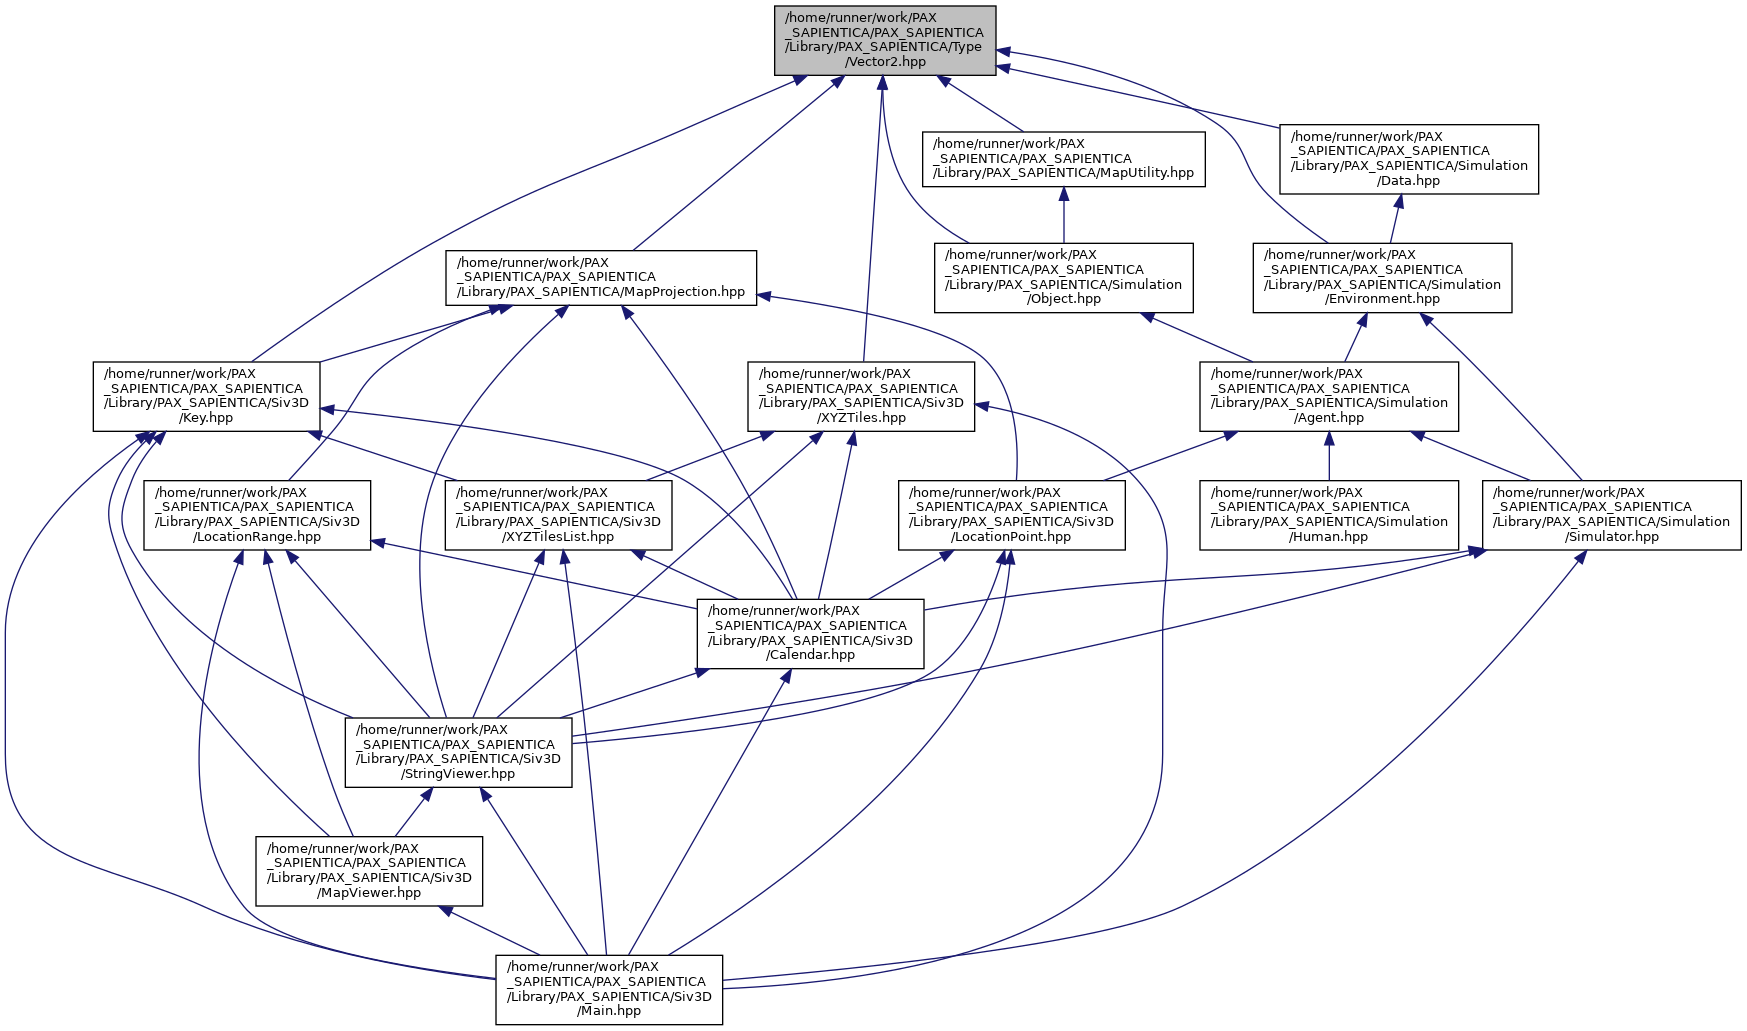 /home/runner/work/PAX
_SAPIENTICA/PAX_SAPIENTICA
/Library/PAX_SAPIENTICA/Type
/Vector2.hpp
/home/runner/work/PAX
_SAPIENTICA/PAX_SAPIENTICA
/Library/PAX_SAPIENTICA/MapUtility.hpp
/home/runner/work/PAX
_SAPIENTICA/PAX_SAPIENTICA
/Library/PAX_SAPIENTICA/Simulation
/Data.hpp
/home/runner/work/PAX
_SAPIENTICA/PAX_SAPIENTICA
/Library/PAX_SAPIENTICA/MapProjection.hpp
/home/runner/work/PAX
_SAPIENTICA/PAX_SAPIENTICA
/Library/PAX_SAPIENTICA/Simulation
/Object.hpp
/home/runner/work/PAX
_SAPIENTICA/PAX_SAPIENTICA
/Library/PAX_SAPIENTICA/Simulation
/Environment.hpp
/home/runner/work/PAX
_SAPIENTICA/PAX_SAPIENTICA
/Library/PAX_SAPIENTICA/Siv3D
/Key.hpp
/home/runner/work/PAX
_SAPIENTICA/PAX_SAPIENTICA
/Library/PAX_SAPIENTICA/Siv3D
/XYZTiles.hpp
/home/runner/work/PAX
_SAPIENTICA/PAX_SAPIENTICA
/Library/PAX_SAPIENTICA/Simulation
/Agent.hpp
/home/runner/work/PAX
_SAPIENTICA/PAX_SAPIENTICA
/Library/PAX_SAPIENTICA/Siv3D
/LocationRange.hpp
/home/runner/work/PAX
_SAPIENTICA/PAX_SAPIENTICA
/Library/PAX_SAPIENTICA/Siv3D
/XYZTilesList.hpp
/home/runner/work/PAX
_SAPIENTICA/PAX_SAPIENTICA
/Library/PAX_SAPIENTICA/Siv3D
/LocationPoint.hpp
/home/runner/work/PAX
_SAPIENTICA/PAX_SAPIENTICA
/Library/PAX_SAPIENTICA/Simulation
/Human.hpp
/home/runner/work/PAX
_SAPIENTICA/PAX_SAPIENTICA
/Library/PAX_SAPIENTICA/Simulation
/Simulator.hpp
/home/runner/work/PAX
_SAPIENTICA/PAX_SAPIENTICA
/Library/PAX_SAPIENTICA/Siv3D
/Calendar.hpp
/home/runner/work/PAX
_SAPIENTICA/PAX_SAPIENTICA
/Library/PAX_SAPIENTICA/Siv3D
/StringViewer.hpp
/home/runner/work/PAX
_SAPIENTICA/PAX_SAPIENTICA
/Library/PAX_SAPIENTICA/Siv3D
/MapViewer.hpp
/home/runner/work/PAX
_SAPIENTICA/PAX_SAPIENTICA
/Library/PAX_SAPIENTICA/Siv3D
/Main.hpp